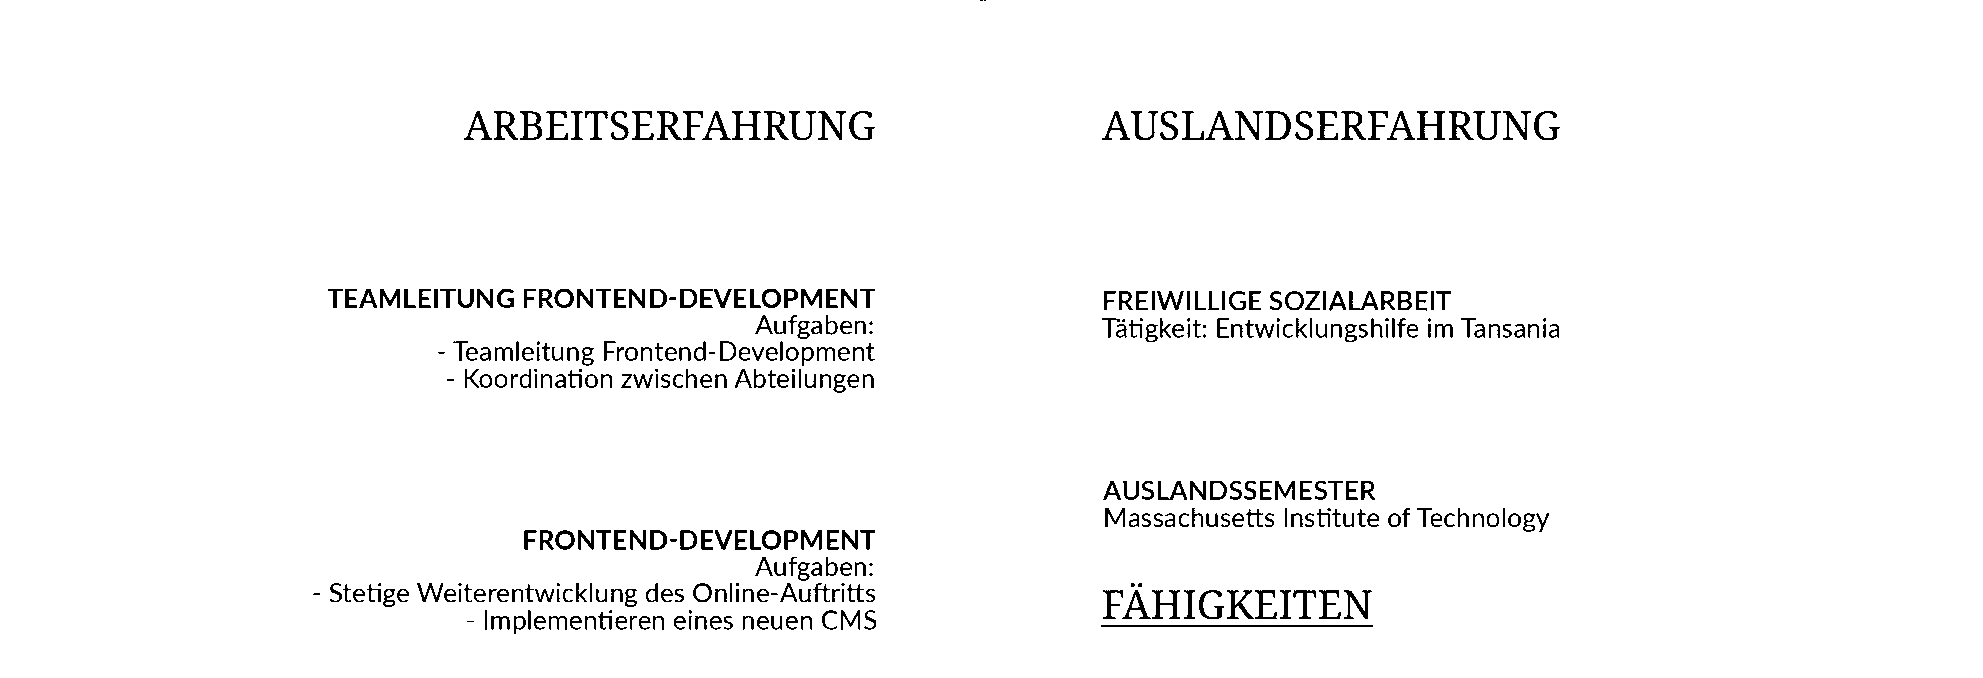 ARBEITSERFAHRUNG
TEAMLEITUNG FRONTEND-DEVELOPMENT
Aufgaben:
- Teamleitung Frontend-Development
- Koordination zwischen Abteilungen
FRONTEND-DEVELOPMENT
Aufgaben:
- Stetige Weiterentwicklung des Online-Auftritts
- Implementieren eines neuen CMS
AUSLANDSERFAHRUNG
FREIWILLIGE SOZIALARBEIT
Tätigkeit: Entwicklungshilfe im Tansania
AUSLANDSSEMESTER
Massachusetts Institute of Technology
FÄHIGKEITEN